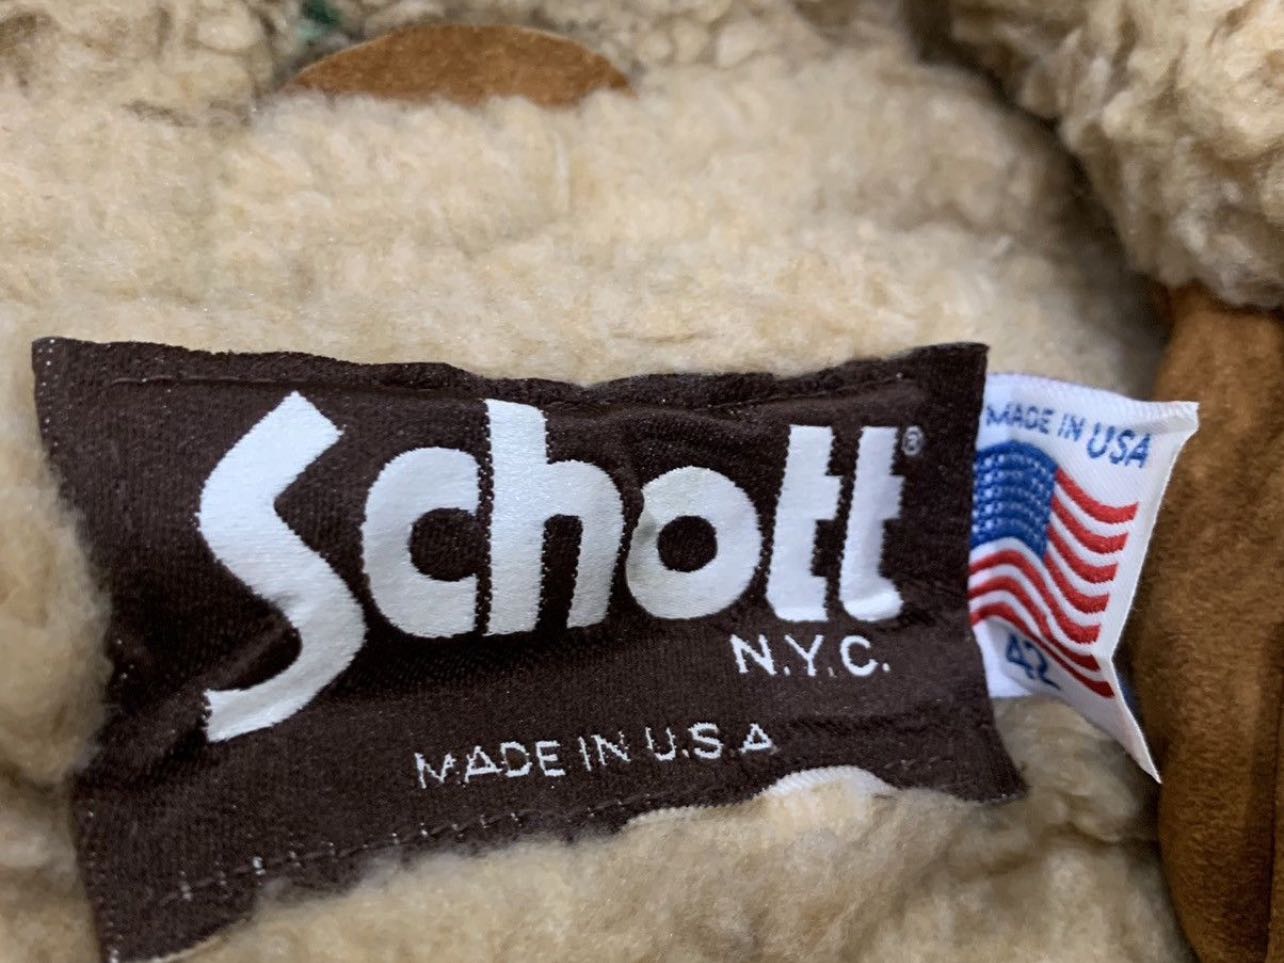 Schott®
N.Y.C.
MADE IN U.S.A
MADE IN USA
42